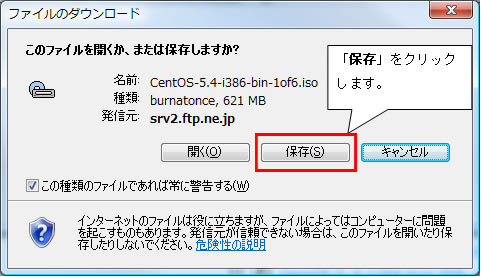 ファイルのダウンロード
このファイルを開くか、または保存しますか?
「保存」をクリック
します。
名前: CentOS-5.4-i386-bin-1of6.iso
種類: burnatonce, 621 MB
発信元: srv2.ftp.ne.jp
開く(O) 保存(S) キャンセル
この種類のファイルであれば常に警告する(W)
インターネットのファイルは役に立ちますが、ファイルによってはコンピューターに問題
を起こすものもあります。発信元が信頼できない場合は、このファイルを開いたり保
存したりしないでください。危険性の説明